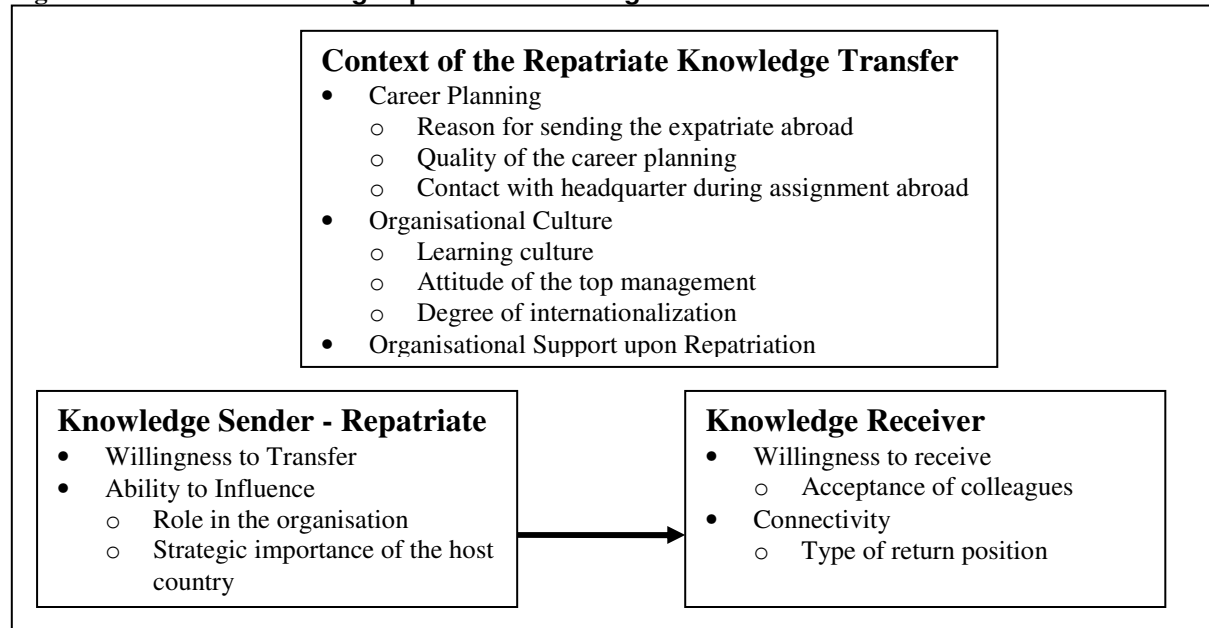 Context of the Repatriate Knowledge Transfer
• Career Planning
o Reason for sending the expatriate abroad
o Quality of the career planning
o Contact with headquarter during assignment abroad
• Organisational Culture
o Learning culture
o Attitude of the top management
o Degree of internationalization
• Organisational Support upon Repatriation
Knowledge Sender - Repatriate
• Willingness to Transfer
• Ability to Influence
o Role in the organisation
o Strategic importance of the host
country
Knowledge Receiver
• Willingness to receive
o Acceptance of colleagues
• Connectivity
o Type of return position